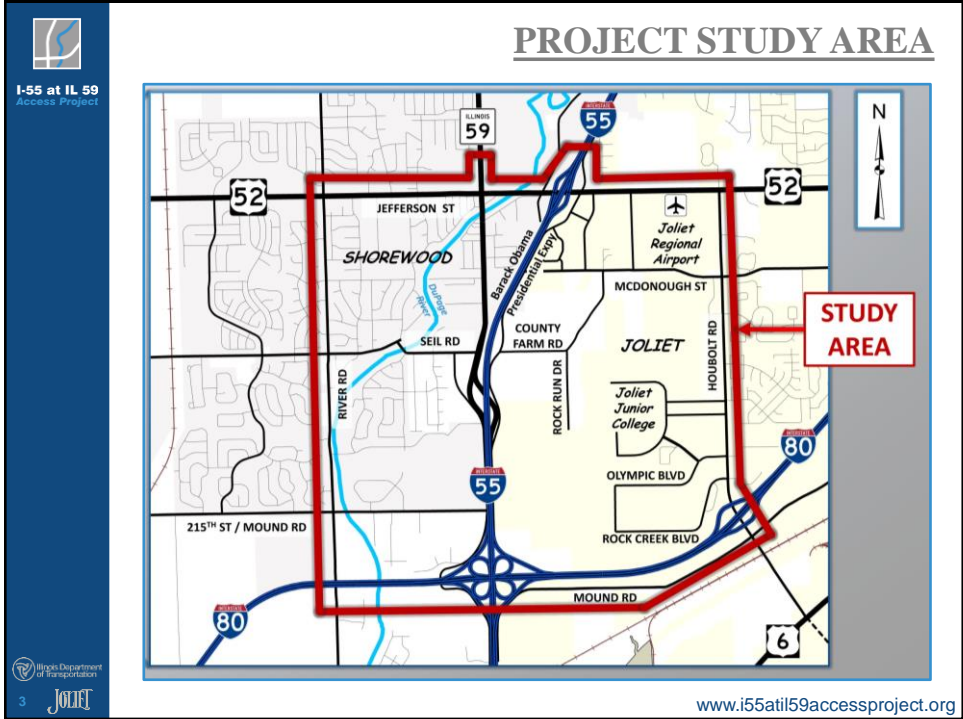 PROJECT STUDY AREA
I-55 at IL 59
Access Project
N
ILLINOIS
59
INTERSTATE
55
52
52
JEFFERSON ST
Joliet
Regional
Airport
SHOREWOOD
Barack Obama
Presidential Expy
DuPage
River
MCDONOUGH ST
STUDY
AREA
SEIL RD
COUNTY
FARM RD
JOLIET
HOUBOLT RD
RIVER RD
ROCK RUN DR
Joliet
Junior
College
INTERSTATE
80
INTERSTATE
55
OLYMPIC BLVD
215TH ST / MOUND RD
ROCK CREEK BLVD
MOUND RD
INTERSTATE
80
6
Illinois Department
of Transportation
3 JOLIET
www.i55atil59accessproject.org